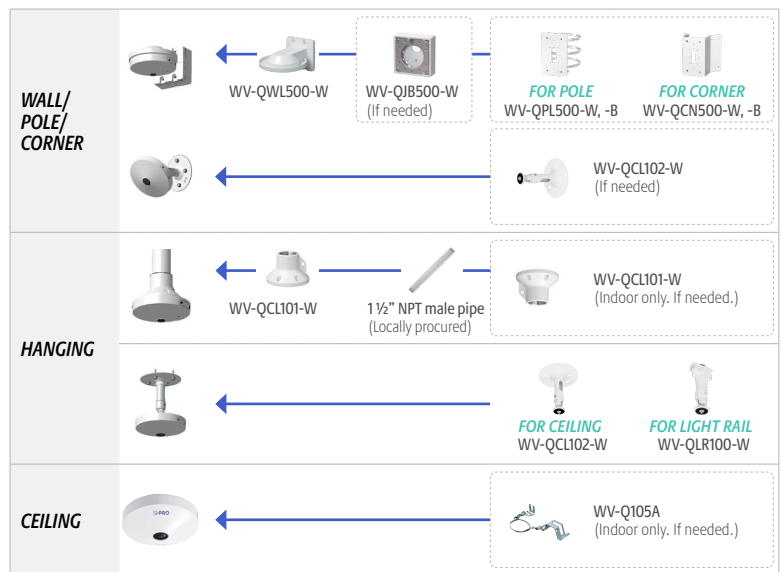 WALL/
POLE/
CORNER
WV-QWL500-W
WV-QJB500-W
(If needed)
FOR POLE
WV-QPL500-W, -B
FOR CORNER
WV-QCN500-W, -B
WV-QCL102-W
(If needed)
HANGING
WV-QCL101-W
1 ½” NPT male pipe
(Locally procured)
WV-QCL101-W
(Indoor only. If needed.)
FOR CEILING
WV-QCL102-W
FOR LIGHT RAIL
WV-QLR100-W
CEILING
i-PRO
WV-Q105A
(Indoor only. If needed.)